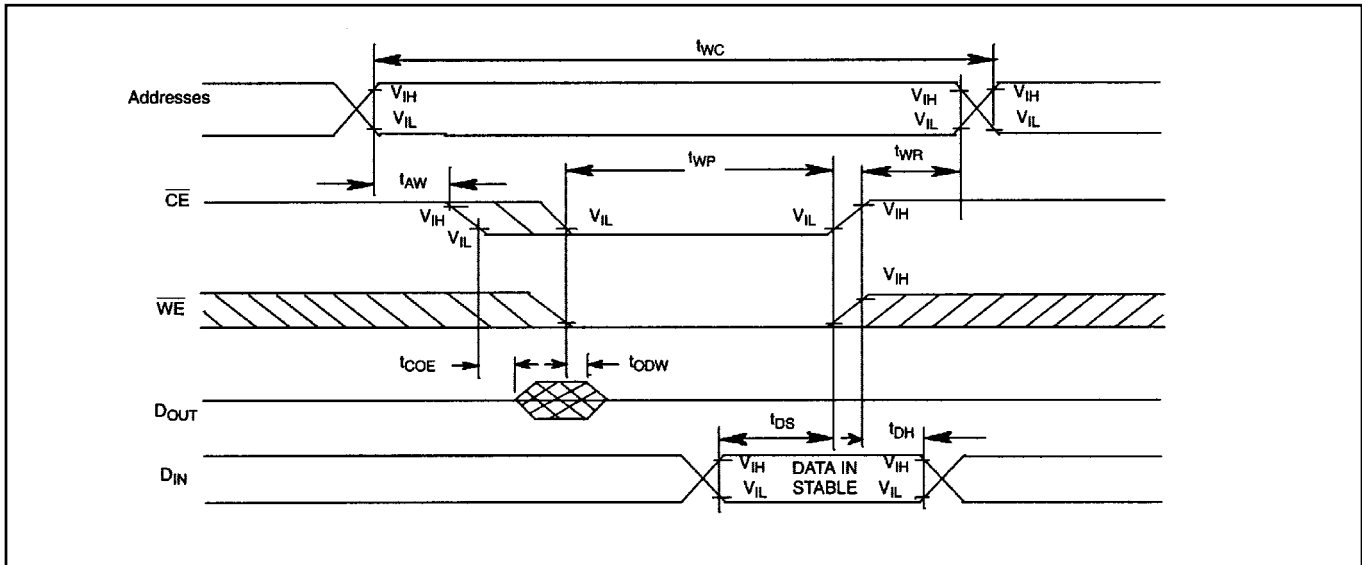 tWC
Addresses
VIH
VIL
VIH
VIL
VIH
VIL
tAW
tWP
tWR
CE
VIH
VIL
VIL
VIL
VIH
WE
VIH
tCOE
tODW
DOUT
tDS
tDH
DIN
VIH
VIL
DATA IN
STABLE
VIH
VIL